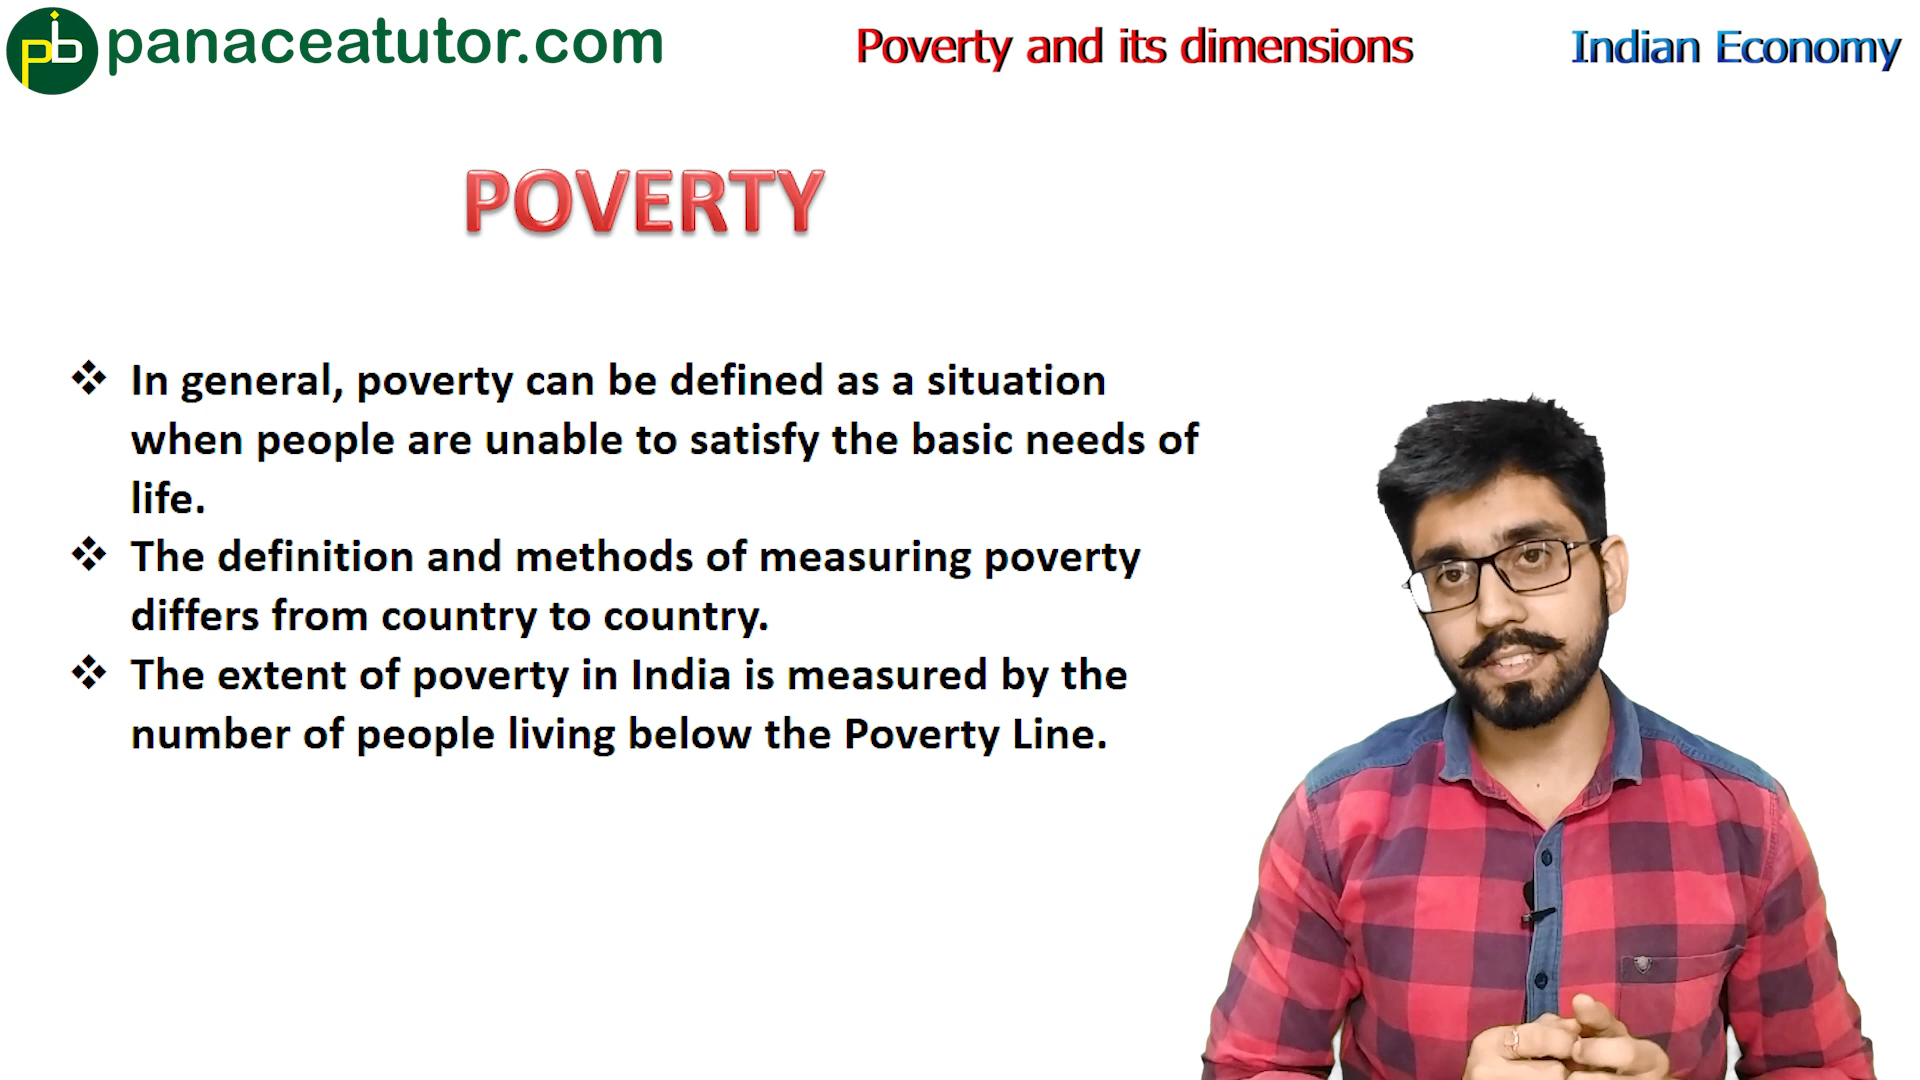 panaceatutor.com
Poverty and its dimensions
Indian Economy
POVERTY
In general, poverty can be defined as a situation
when people are unable to satisfy the basic needs of
life.
The definition and methods of measuring poverty
differs from country to country.
The extent of poverty in India is measured by the
number of people living below the Poverty Line.